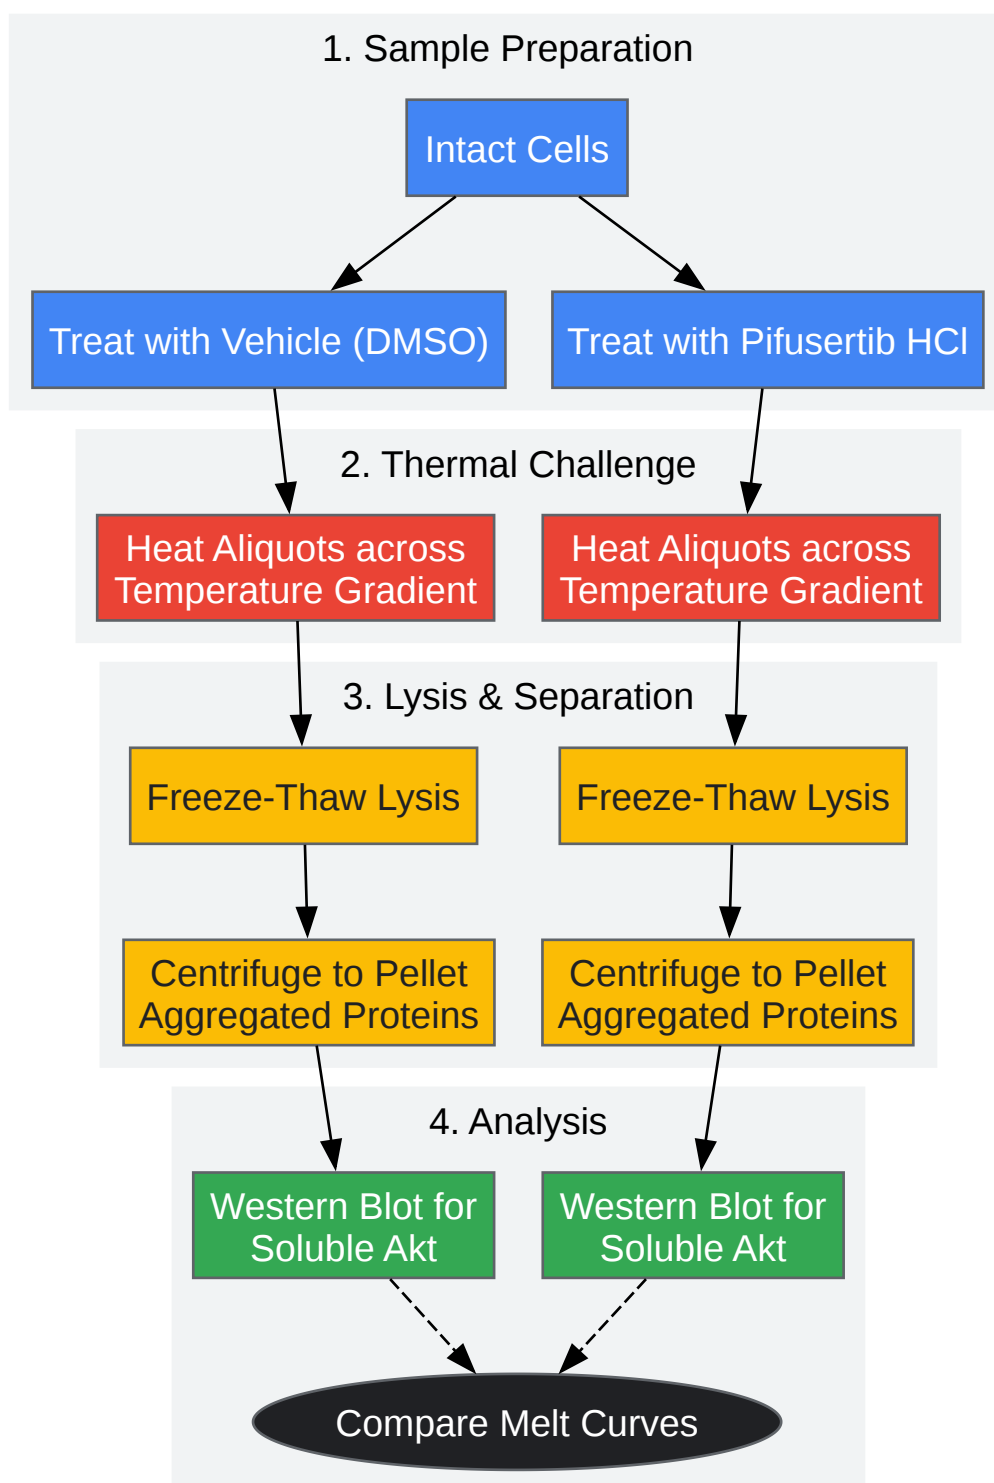 1. Sample Preparation
Intact Cells
Treat with Vehicle (DMSO)
Treat with Pifusertib HCl
2. Thermal Challenge
Heat Aliquots across
Temperature Gradient
Heat Aliquots across
Temperature Gradient
3. Lysis & Separation
Freeze-Thaw Lysis
Freeze-Thaw Lysis
Centrifuge to Pellet
Aggregated Proteins
Centrifuge to Pellet
Aggregated Proteins
4. Analysis
Western Blot for
Soluble Akt
Western Blot for
Soluble Akt
Compare Melt Curves